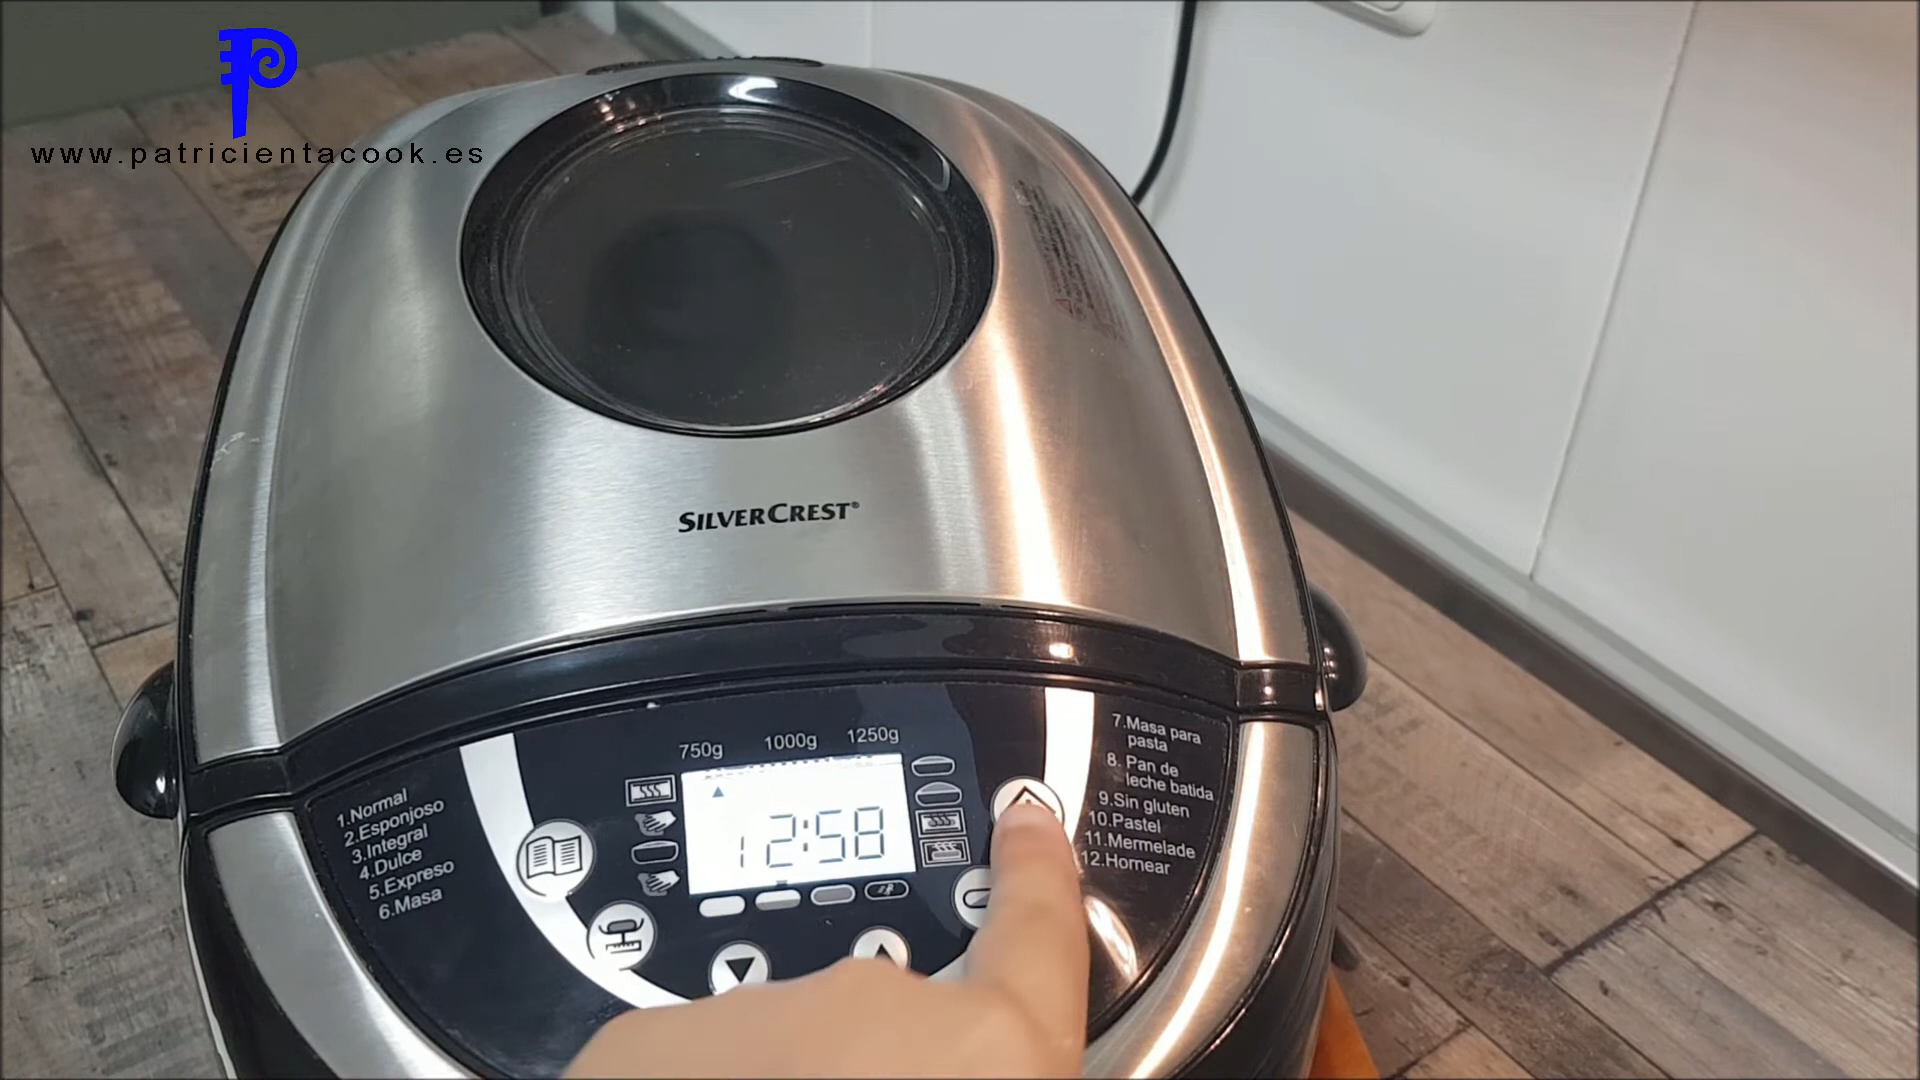 www.patricientacook.es
SILVERCREST®
750g 1000g 1250g
1 2:58
1.Normal
2.Esponjoso
3.Integral
4.Dulce
5.Expreso
6.Masa
7.Masa para
pasta
8. Pan de
leche batida
9.Sin gluten
10.Pastel
11.Mermelade
12.Hornear